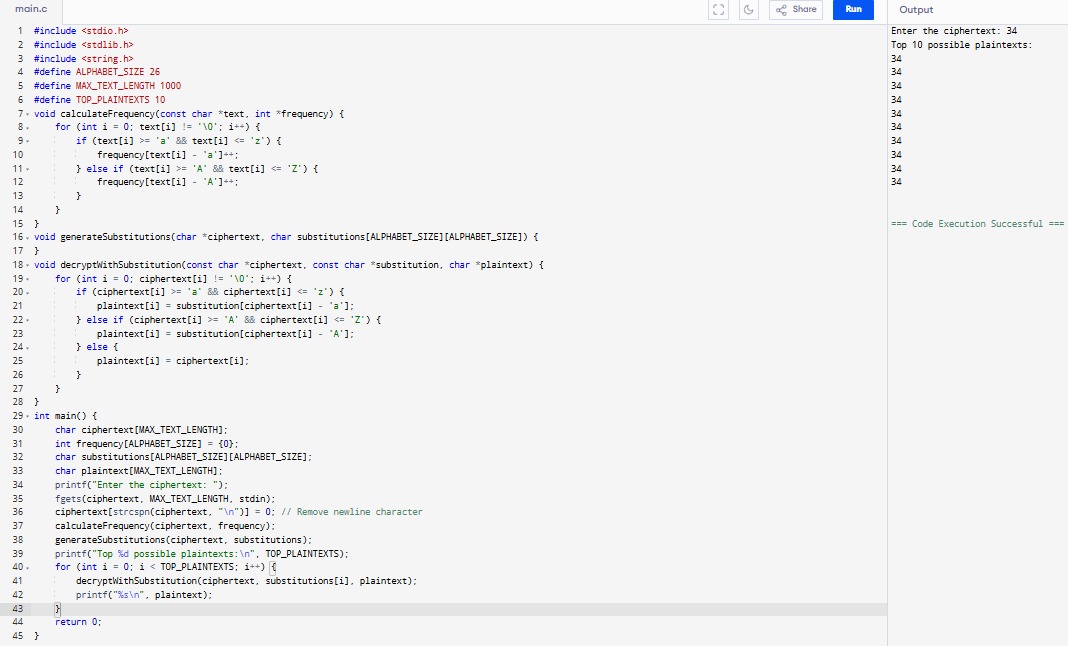 main.c
Share
Run
Output
1 #include <stdio.h>
2 #include <stdlib.h>
3 #include <string.h>
4 #define ALPHABET_SIZE 26
5 #define MAX_TEXT_LENGTH 1000
6 #define TOP_PLAINTEXTS 10
7 void calculateFrequency(const char *text, int *frequency) {
8     for (int i = 0; text[i] != '\0'; i++) {
9         if (text[i] >= 'a' && text[i] <= 'z') {
10             frequency[text[i] - 'a']++;
11         } else if (text[i] >= 'A' && text[i] <= 'Z') {
12             frequency[text[i] - 'A']++;
13         }
14     }
15 }
16 void generateSubstitutions(char *ciphertext, char substitutions[ALPHABET_SIZE][ALPHABET_SIZE]) {
17 }
18 void decryptWithSubstitution(const char *ciphertext, const char *substitution, char *plaintext) {
19     for (int i = 0; ciphertext[i] != '\0'; i++) {
20         if (ciphertext[i] >= 'a' && ciphertext[i] <= 'z') {
21             plaintext[i] = substitution[ciphertext[i] - 'a'];
22         } else if (ciphertext[i] >= 'A' && ciphertext[i] <= 'Z') {
23             plaintext[i] = substitution[ciphertext[i] - 'A'];
24         } else {
25             plaintext[i] = ciphertext[i];
26         }
27     }
28 }
29 int main() {
30     char ciphertext[MAX_TEXT_LENGTH];
31     int frequency[ALPHABET_SIZE] = {0};
32     char substitutions[ALPHABET_SIZE][ALPHABET_SIZE];
33     char plaintext[MAX_TEXT_LENGTH];
34     printf("Enter the ciphertext: ");
35     fgets(ciphertext, MAX_TEXT_LENGTH, stdin);
36     ciphertext[strcspn(ciphertext, "\n")] = 0; // Remove newline character
37     calculateFrequency(ciphertext, frequency);
38     generateSubstitutions(ciphertext, substitutions);
39     printf("Top %d possible plaintexts:\n", TOP_PLAINTEXTS);
40     for (int i = 0; i < TOP_PLAINTEXTS; i++) {
41         decryptWithSubstitution(ciphertext, substitutions[i], plaintext);
42         printf("%s\n", plaintext);
43     }
44     return 0;
45 }
Enter the ciphertext: 34
Top 10 possible plaintexts:
34
34
34
34
34
34
34
34
34
34
=== Code Execution Successful ===